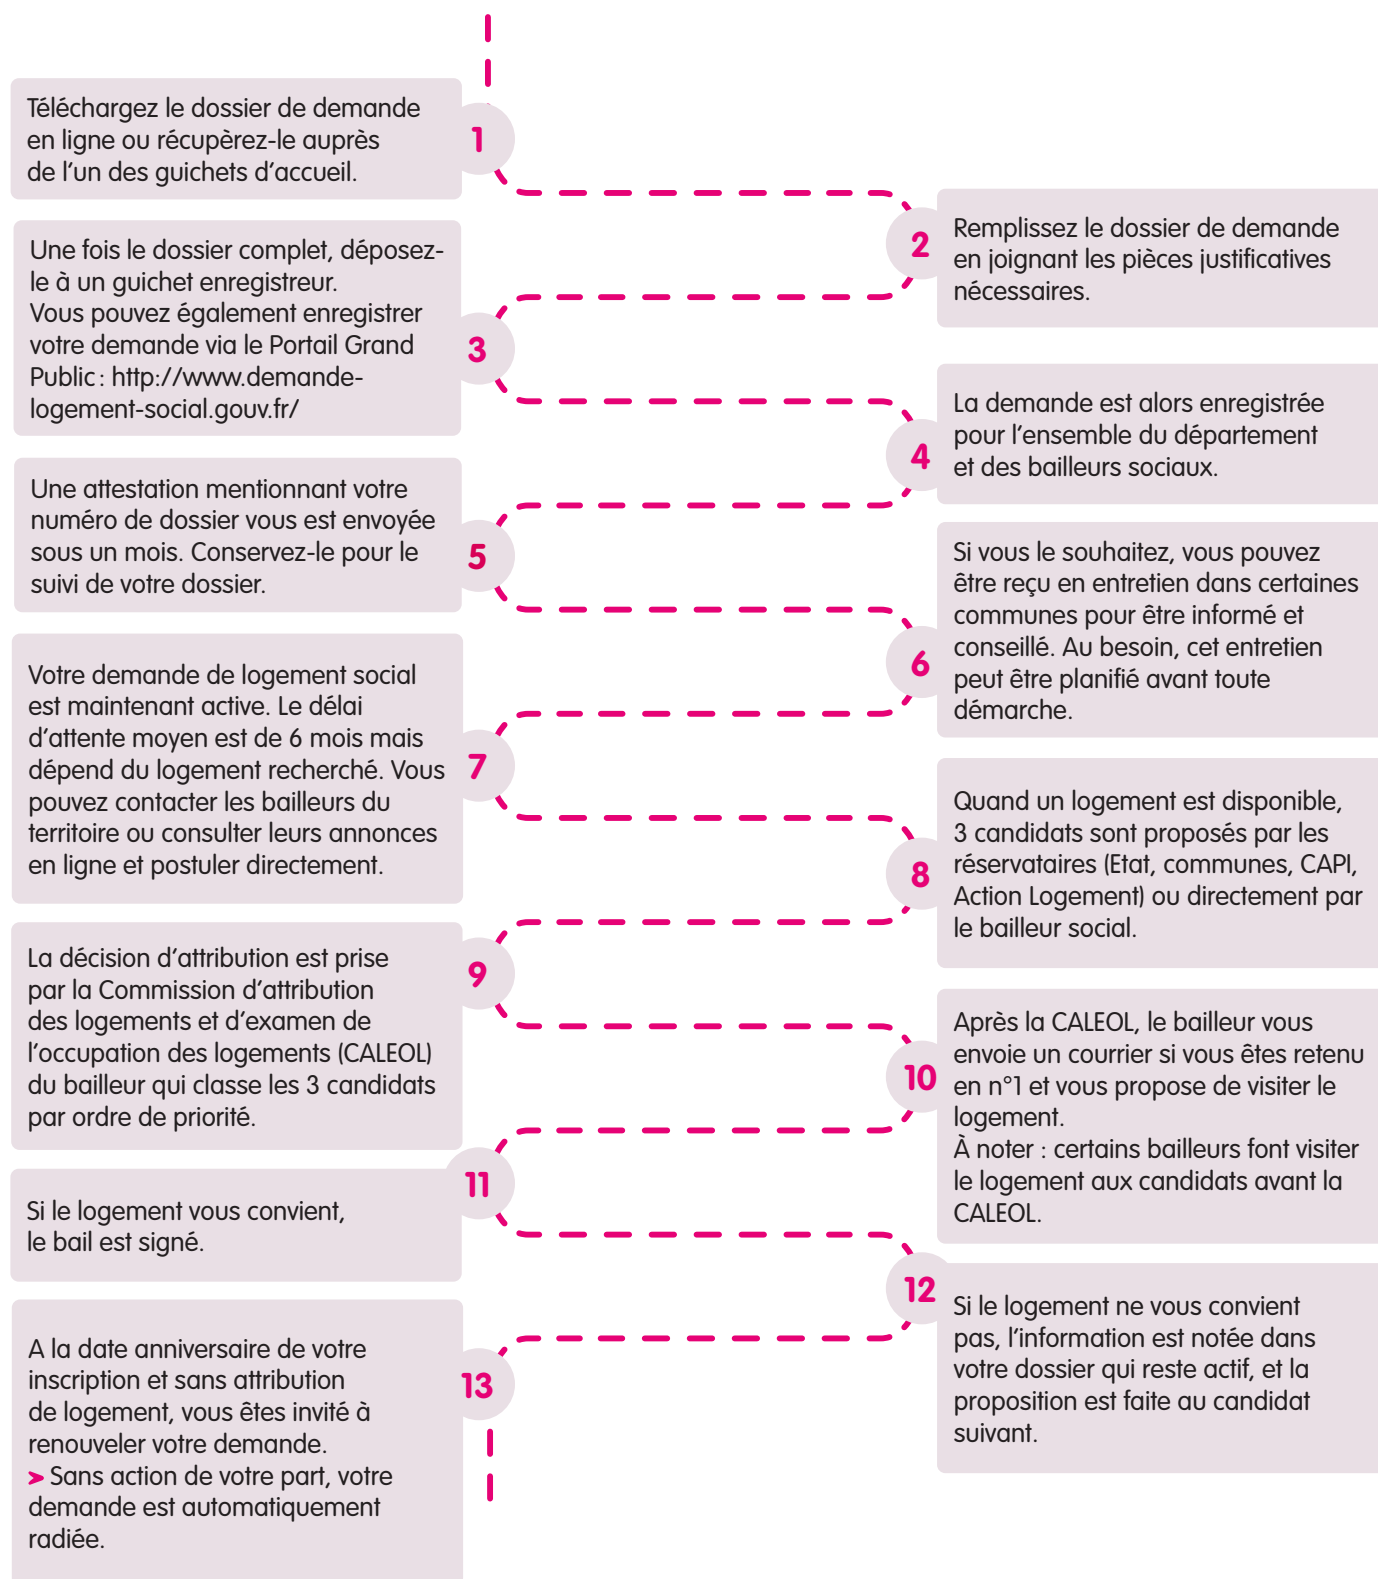 Téléchargez le dossier de demande
en ligne ou récupèrez-le auprès
de l'un des guichets d'accueil.
1
2
Remplissez le dossier de demande
en joignant les pièces justificatives
nécessaires.
Une fois le dossier complet, déposez-
le à un guichet enregistreur.
Vous pouvez également enregistrer
votre demande via le Portail Grand
Public : http://www.demande-
logement-social.gouv.fr/
3
4
La demande est alors enregistrée
pour l'ensemble du département
et des bailleurs sociaux.
Une attestation mentionnant votre
numéro de dossier vous est envoyée
sous un mois. Conservez-le pour le
suivi de votre dossier.
5
6
Si vous le souhaitez, vous pouvez
être reçu en entretien dans certaines
communes pour être informé et
conseillé. Au besoin, cet entretien
peut être planifié avant toute
démarche.
Votre demande de logement social
est maintenant active. Le délai
d'attente moyen est de 6 mois mais
dépend du logement recherché. Vous
pouvez contacter les bailleurs du
territoire ou consulter leurs annonces
en ligne et postuler directement.
7
8
Quand un logement est disponible,
3 candidats sont proposés par les
réservataires (Etat, communes, CAPI,
Action Logement) ou directement par
le bailleur social.
La décision d'attribution est prise
par la Commission d'attribution
des logements et d'examen de
l'occupation des logements (CALEOL)
du bailleur qui classe les 3 candidats
par ordre de priorité.
9
10
Après la CALEOL, le bailleur vous
envoie un courrier si vous êtes retenu
en n°1 et vous propose de visiter le
logement.
À noter : certains bailleurs font visiter
le logement aux candidats avant la
CALEOL.
Si le logement vous convient,
le bail est signé.
11
12
Si le logement ne vous convient
pas, l'information est notée dans
votre dossier qui reste actif, et la
proposition est faite au candidat
suivant.
A la date anniversaire de votre
inscription et sans attribution
de logement, vous êtes invité à
renouveler votre demande.
➤ Sans action de votre part, votre
demande est automatiquement
radiée.
13